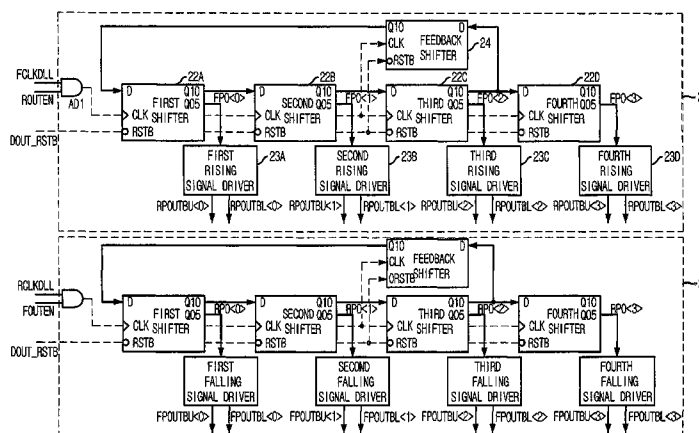 Q10 D
CLK FEEDBACK 24
RSTB SHIFTER
22A 22B 22C 22D
FCLKDLL
ROUTEN
AD1
DOUT_RSTB
D Q10 FPO<0> D Q10 FPO<1> D Q10 FPO<2> D Q10 FPO<3>
FIRST Q05 SECOND Q05 THIRD Q05 FOURTH Q05
CLK SHIFTER CLK SHIFTER CLK SHIFTER CLK SHIFTER
RSTB RSTB RSTB RSTB
FIRST 23A SECOND 23B THIRD 23C FOURTH 23D
RISING RISING RISING RISING
SIGNAL DRIVER SIGNAL DRIVER SIGNAL DRIVER SIGNAL DRIVER
RPOUTBU<0> RPOUTBL<0> RPOUTBU<1> RPOUTBL<1> RPOUTBU<2> RPOUTBL<2> RPOUTBU<3> RPOUTBL<3>
Q10 D
CLK FEEDBACK
ORSTB SHIFTER
RCLKDLL
FOUTEN
DOUT_RSTB
D Q10 RPO<0> D Q10 RPO<1> D Q10 RPO<2> D Q10 RPO<3>
FIRST Q05 SECOND Q05 THIRD Q05 FOURTH Q05
CLK SHIFTER CLK SHIFTER CLK SHIFTER CLK SHIFTER
RSTB RSTB RSTB RSTB
FIRST SECOND THIRD FOURTH
FALLING FALLING FALLING FALLING
SIGNAL DRIVER SIGNAL DRIVER SIGNAL DRIVER SIGNAL DRIVER
FPOUTBU<0> FPOUTBL<0> FPOUTBU<1> FPOUTBL<1> FPOUTBU<2> FPOUTBL<2> FPOUTBU<3> FPOUTBL<3>